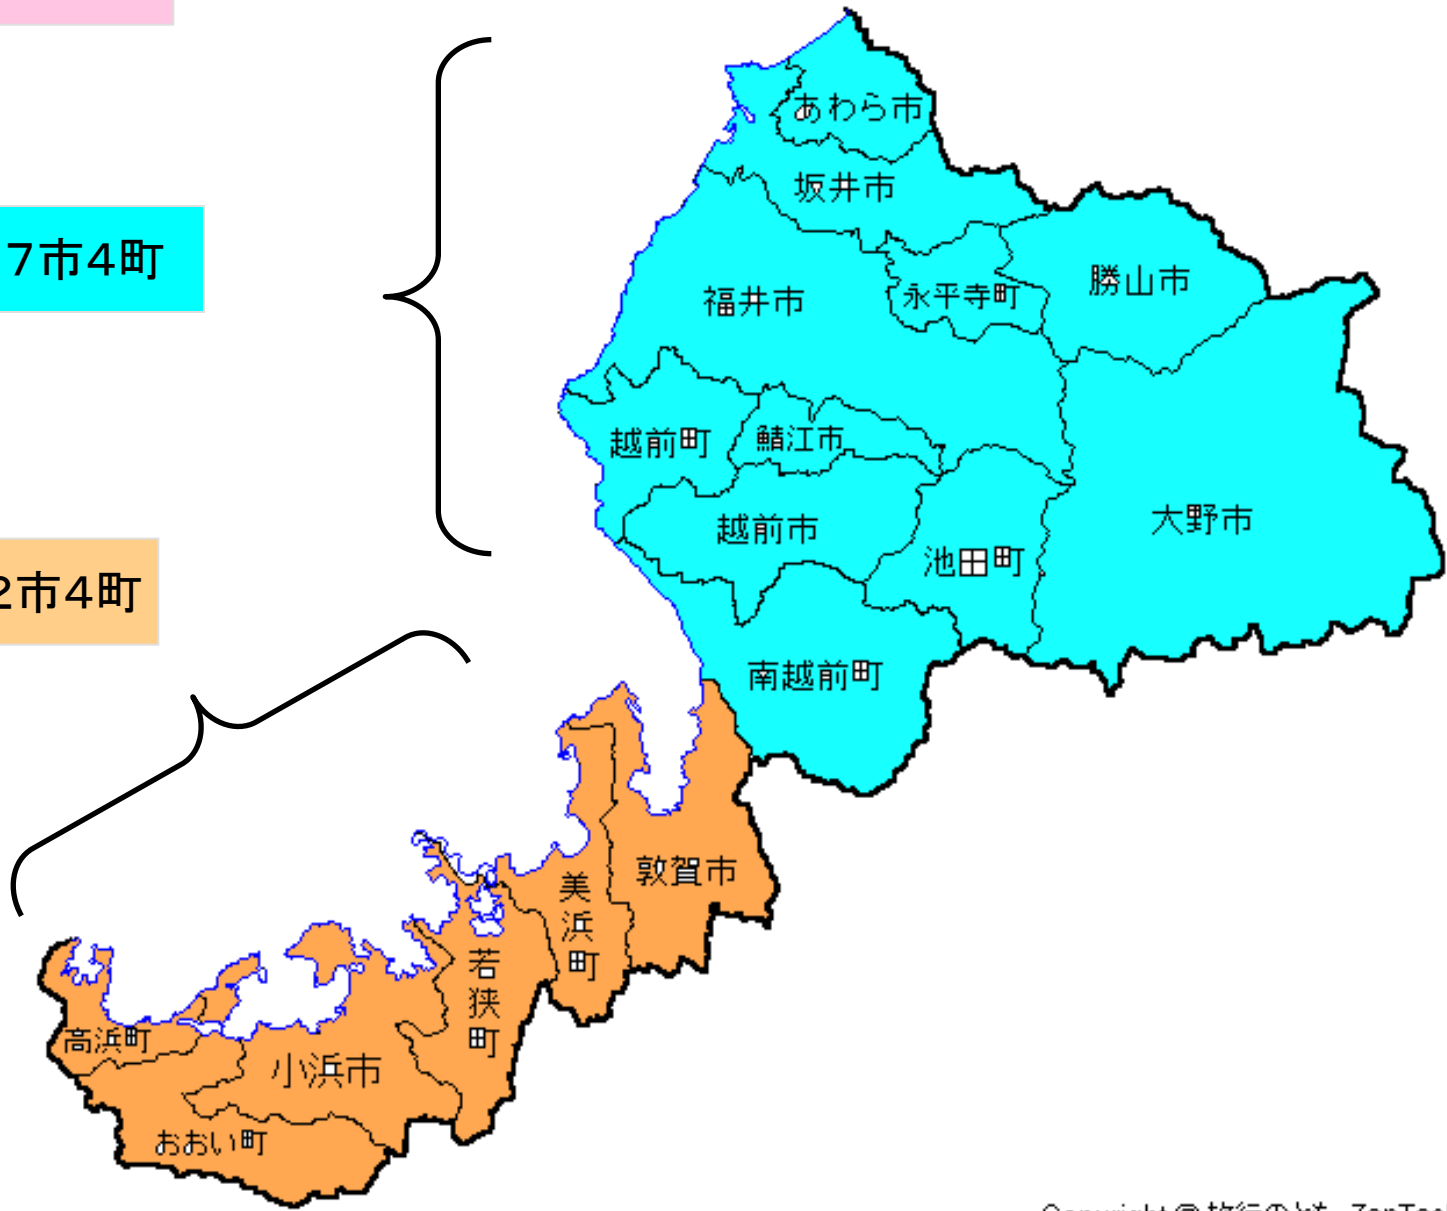 あわら市
坂井市
7市4町
勝山市
福井市
永平寺町
越前町
鯖江市
大野市
越前市
池田町
2市4町
南越前町
敦賀市
美浜町
若狭町
高浜町
小浜市
おおい町